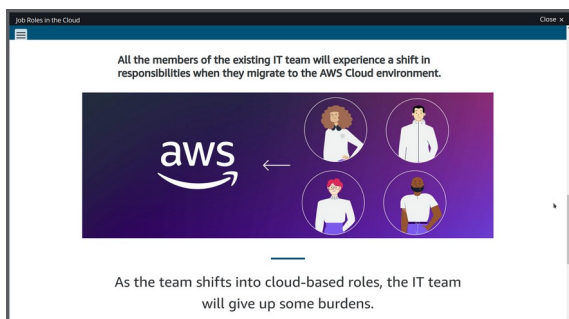 Job Roles in the Cloud
Close ×
All the members of the existing IT team will experience a shift in
responsibilities when they migrate to the AWS Cloud environment.
aws
As the team shifts into cloud-based roles, the IT team
will give up some burdens.